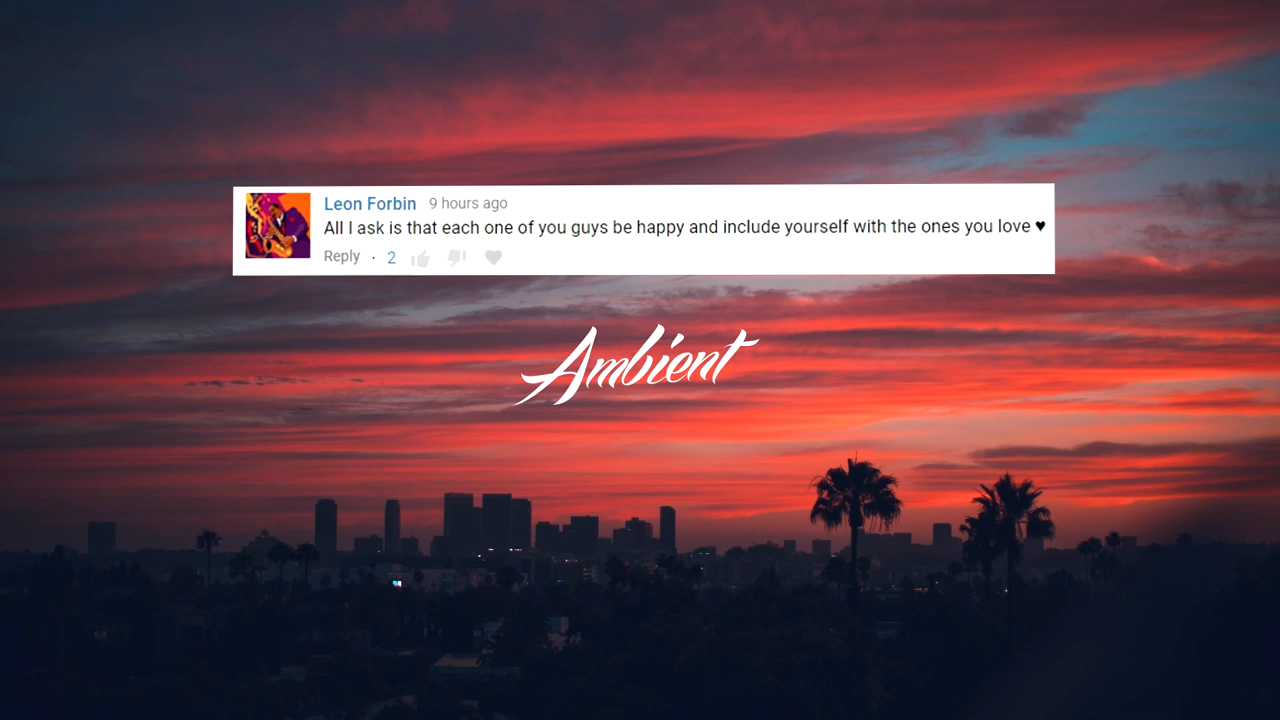 Leon Forbin 9 hours ago
All I ask is that each one of you guys be happy and include yourself with the ones you love ♥
Reply · 2
Ambient